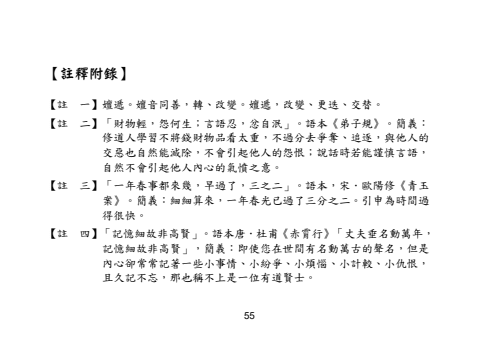 【註釋附錄】
【註　一】嬗遞。嬗音同善，轉、改變。嬗遞，改變、更迭、交替。
【註　二】「財物輕，怨何生；言語忍，忿自泯」。語本《弟子規》。簡義：
修道人學習不將錢財物品看太重，不過分去爭奪、追逐，與他人的
交惡也自然能減除，不會引起他人的怨恨；說話時若能謹慎言語，
自然不會引起他人內心的氣憤之意。
【註　三】「一年春事都來幾，早過了，三之二」。語本，宋．歐陽修《青玉
案》。簡義：細細算來，一年春光已過了三分之二。引申為時間過
得很快。
【註　四】「記憶細故非高賢」。語本唐．杜甫《赤霄行》「丈夫垂名動萬年，
記憶細故非高賢」，簡義：即使您在世間有名動萬古的聲名，但是
內心卻常常記著一些小事情、小紛爭、小煩惱、小計較、小仇恨，
且久記不忘，那也稱不上是一位有道賢士。
55